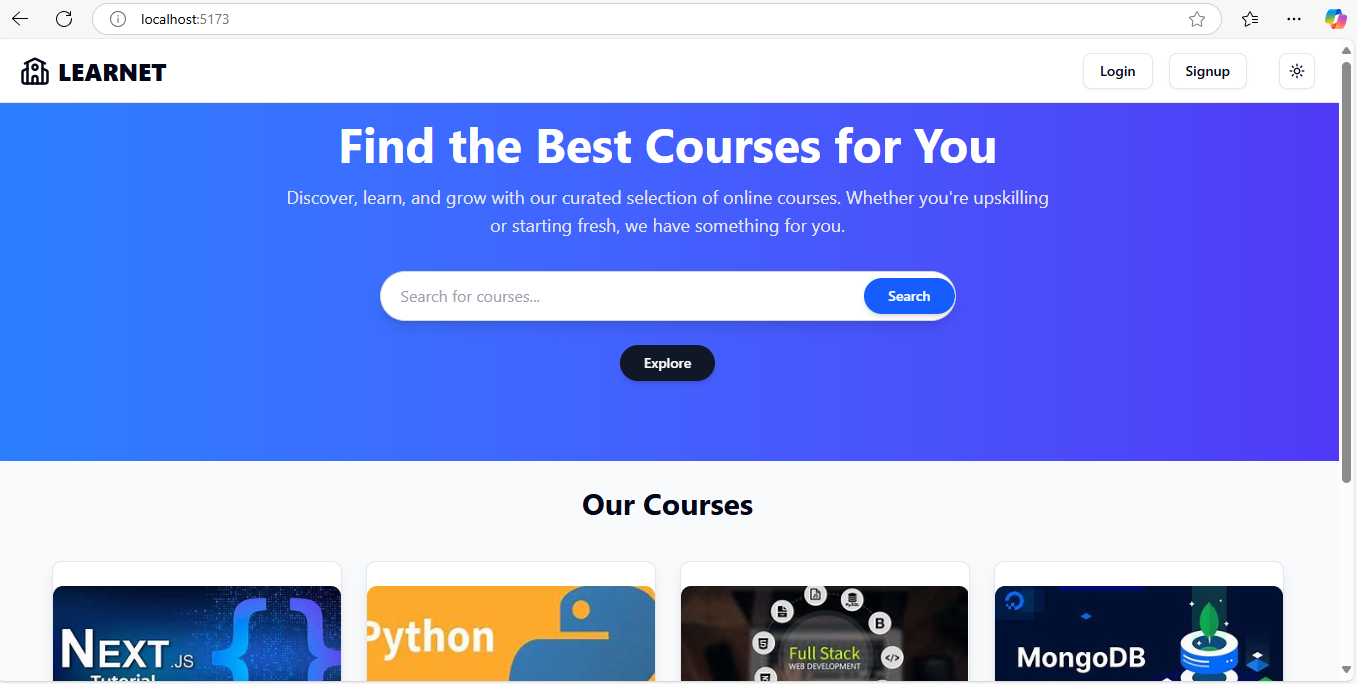 localhost:5173
LEARNET
Login
Signup
Find the Best Courses for You
Discover, learn, and grow with our curated selection of online courses. Whether you're upskilling
or starting fresh, we have something for you.
Search for courses...
Search
Explore
Our Courses
NEXT.JS
Tutorial
Python
Full Stack
WEB DEVELOPMENT
MySQL
B
MongoDB